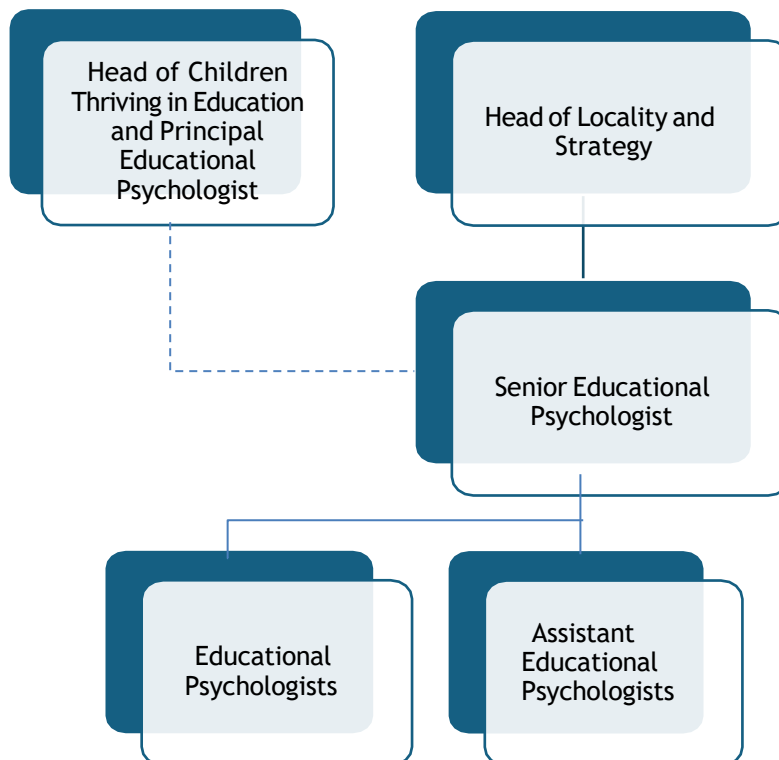 Head of Children
Thriving in Education
and Principal
Educational
Psychologist
Head of Locality and
Strategy
Senior Educational
Psychologist
Educational
Psychologists
Assistant
Educational
Psychologists